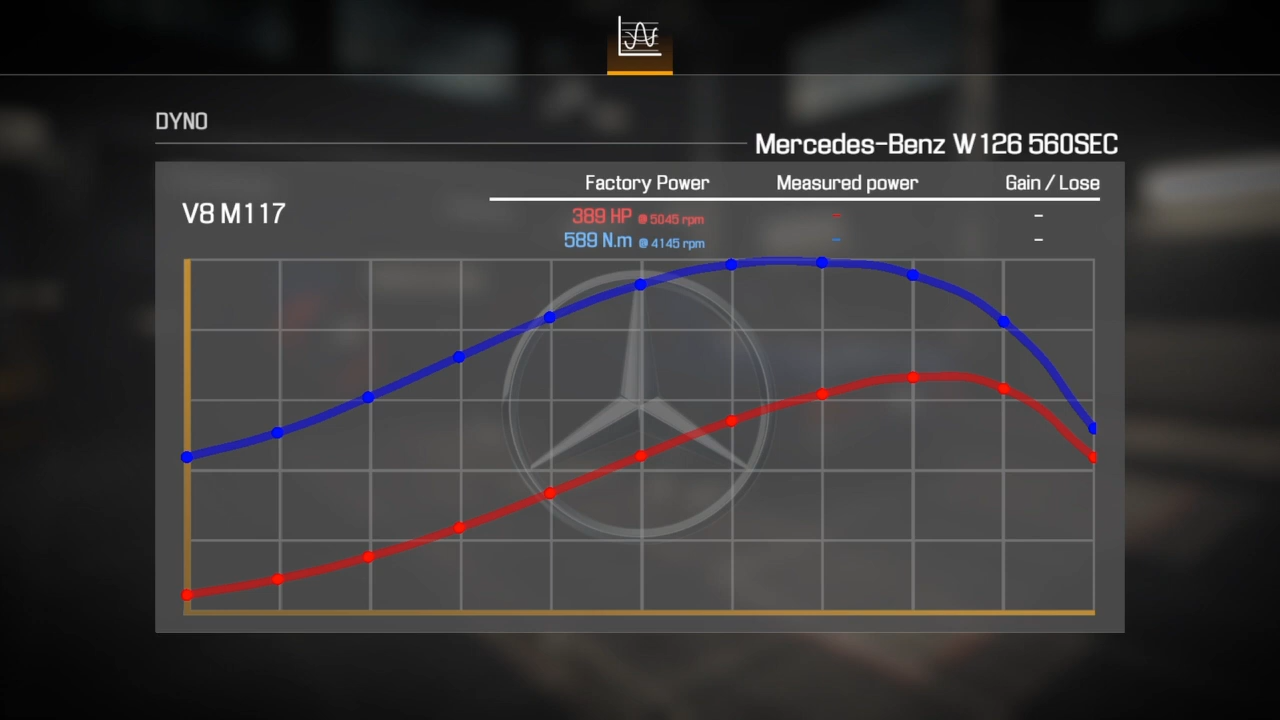 DYNO
Mercedes-Benz W126 560SEC
Factory Power Measured power Gain / Lose
V8 M117
389 HP @ 5045 rpm - -
589 N.m @ 4145 rpm - -